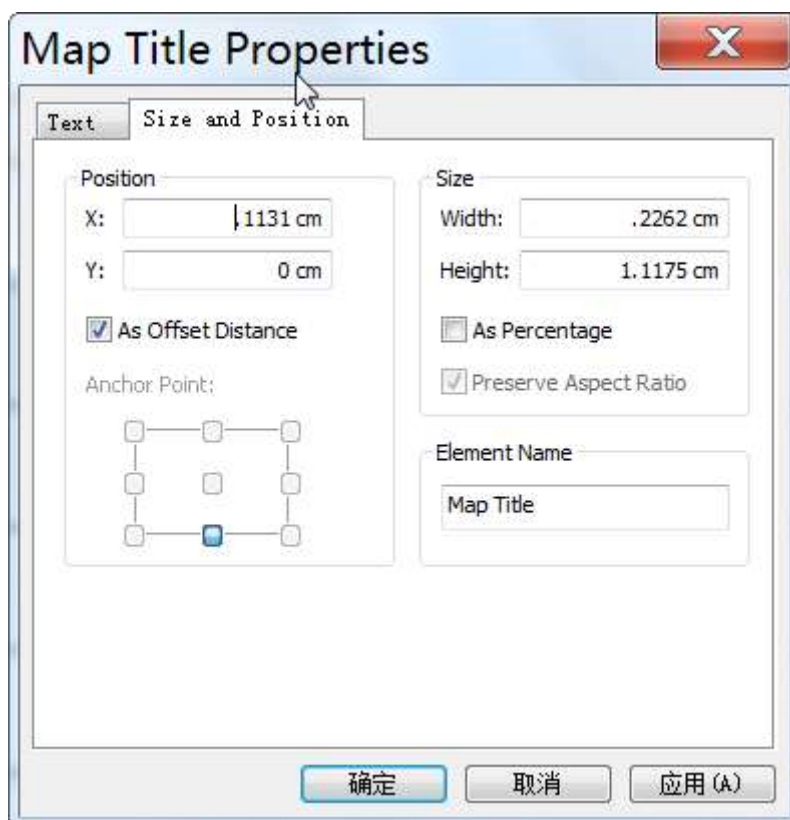 Map Title Properties
Text
Size and Position
Position
X: .1131 cm
Y: 0 cm
As Offset Distance
Anchor Point:
Size
Width: .2262 cm
Height: 1.1175 cm
As Percentage
Preserve Aspect Ratio
Element Name
Map Title
确定
取消
应用(A)